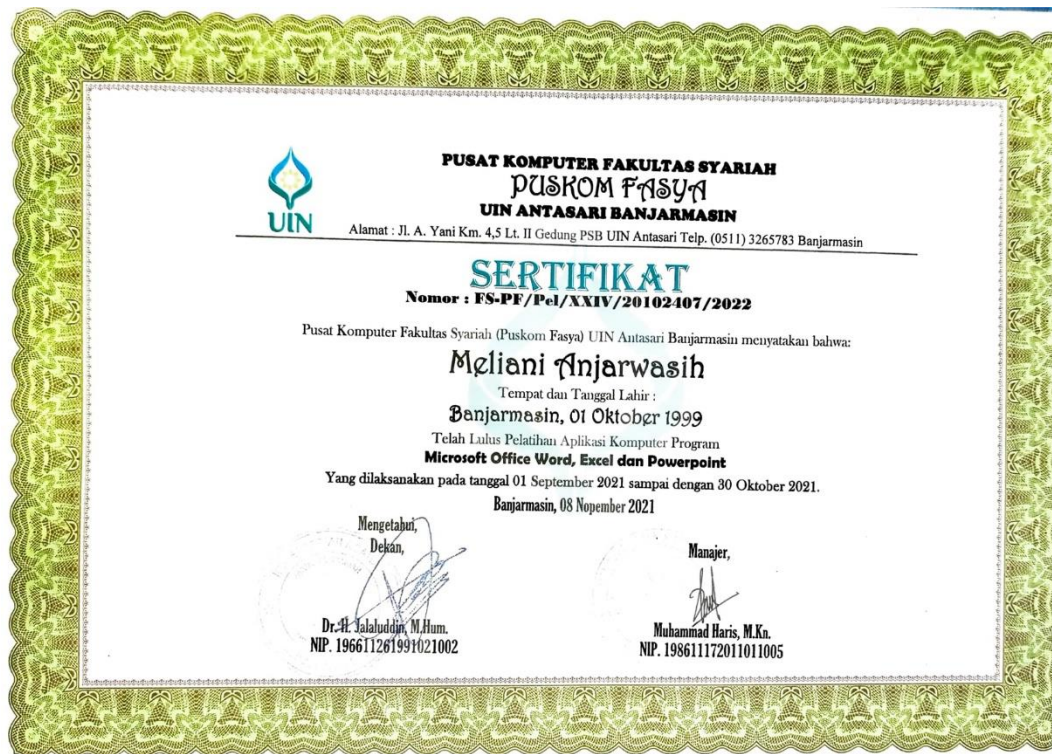 UIN
PUSAT KOMPUTER FAKULTAS SYARIAH
PUSKOM FASYA
UIN ANTASARI BANJARMASIN
Alamat : Jl. A. Yani Km. 4,5 Lt. II Gedung PSB UIN Antasari Telp. (0511) 3265783 Banjarmasin
SERTIFIKAT
Nomor : FS-PF/Pel/XXIV/20102407/2022
Pusat Komputer Fakultas Syariah (Puskom Fasya) UIN Antasari Banjarmasin menyatakan bahwa:
Meliani Anjarwasih
Tempat dan Tanggal Lahir :
Banjarmasin, 01 Oktober 1999
Telah Lulus Pelatihan Aplikasi Komputer Program
Microsoft Office Word, Excel dan Powerpoint
Yang dilaksanakan pada tanggal 01 September 2021 sampai dengan 30 Oktober 2021.
Banjarmasin, 08 Nopember 2021
Mengetahui,
Dekan,
Dr. H. Jalaluddin, M.Hum.
NIP. 196611261991021002
Manajer,
Muhammad Haris, M.Kn.
NIP. 198611172011011005